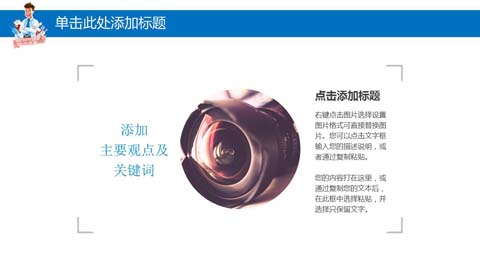 单击此处添加标题
添加
主要观点及
关键词
点击添加标题
右键点击图片选择设置
图片格式可直接替换图
片。您可以点击文字框
输入您的描述说明，或
者通过复制粘贴。
您的内容打在这里，或
通过复制您的文本后，
在此框中选择粘贴，并
选择只保留文字。